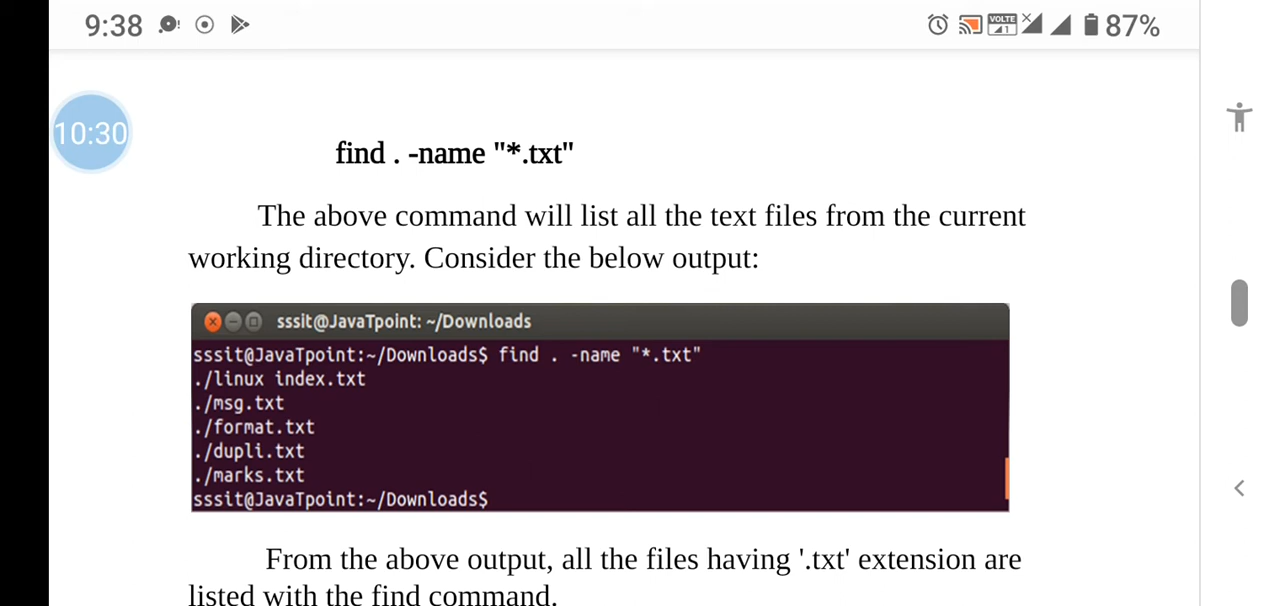 9:38
87%
VOLTE
1
10:30
find . -name "*.txt"
The above command will list all the text files from the current
working directory. Consider the below output:
sssit@JavaTpoint: ~/Downloads
sssit@JavaTpoint:~/Downloads$ find . -name "*.txt"
./linux index.txt
./msg.txt
./format.txt
./dupli.txt
./marks.txt
sssit@JavaTpoint:~/Downloads$
From the above output, all the files having '.txt' extension are
listed with the find command.